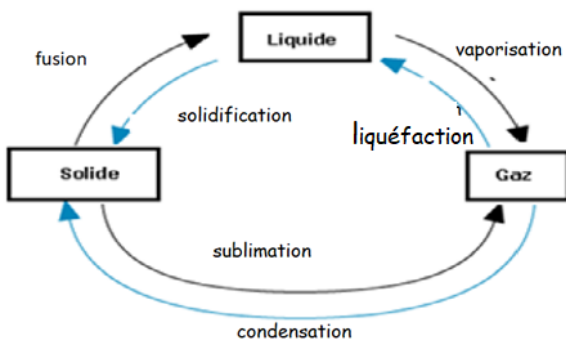 Liquide
fusion
vaporisation
solidification
liquéfaction
Solide
Gaz
sublimation
condensation